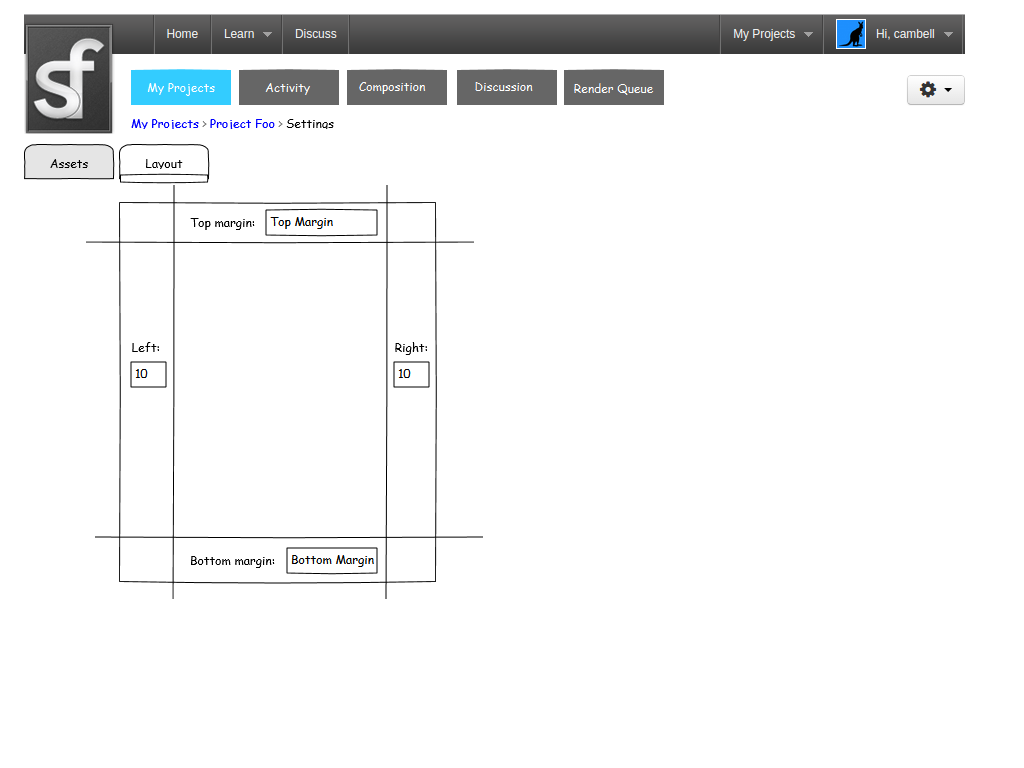 sf
Home Learn Discuss My Projects Hi, cambell
My Projects Activity Composition Discussion Render Queue
My Projects > Project Foo > Settings
Assets Layout
Top margin: Top Margin
Left: Right:
10 10
Bottom margin: Bottom Margin